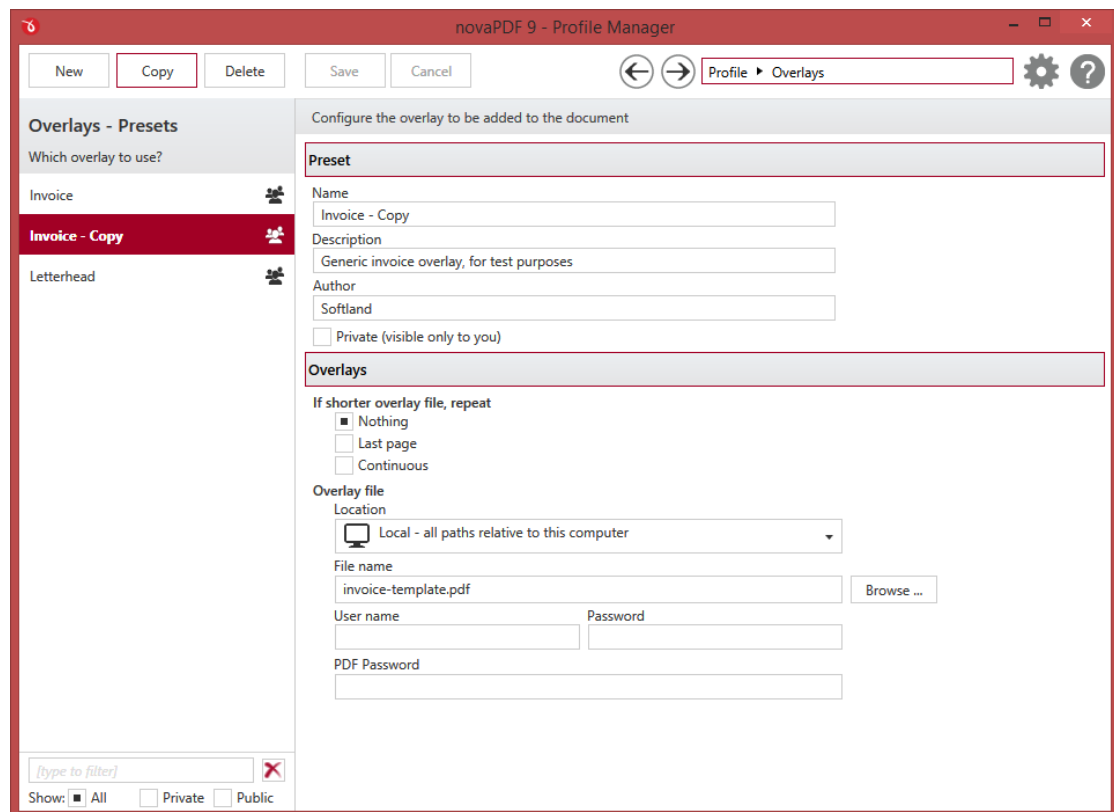 novaPDF 9 - Profile Manager
New Copy Delete Save Cancel Profile Overlays
Overlays - Presets
Which overlay to use?
Invoice
Invoice - Copy
Letterhead
[type to filter]
Show: All Private Public
Configure the overlay to be added to the document
Preset
Name
Invoice - Copy
Description
Generic invoice overlay, for test purposes
Author
Softland
Private (visible only to you)
Overlays
If shorter overlay file, repeat
Nothing
Last page
Continuous
Overlay file
Location
Local - all paths relative to this computer
File name
invoice-template.pdf Browse ...
User name Password
PDF Password